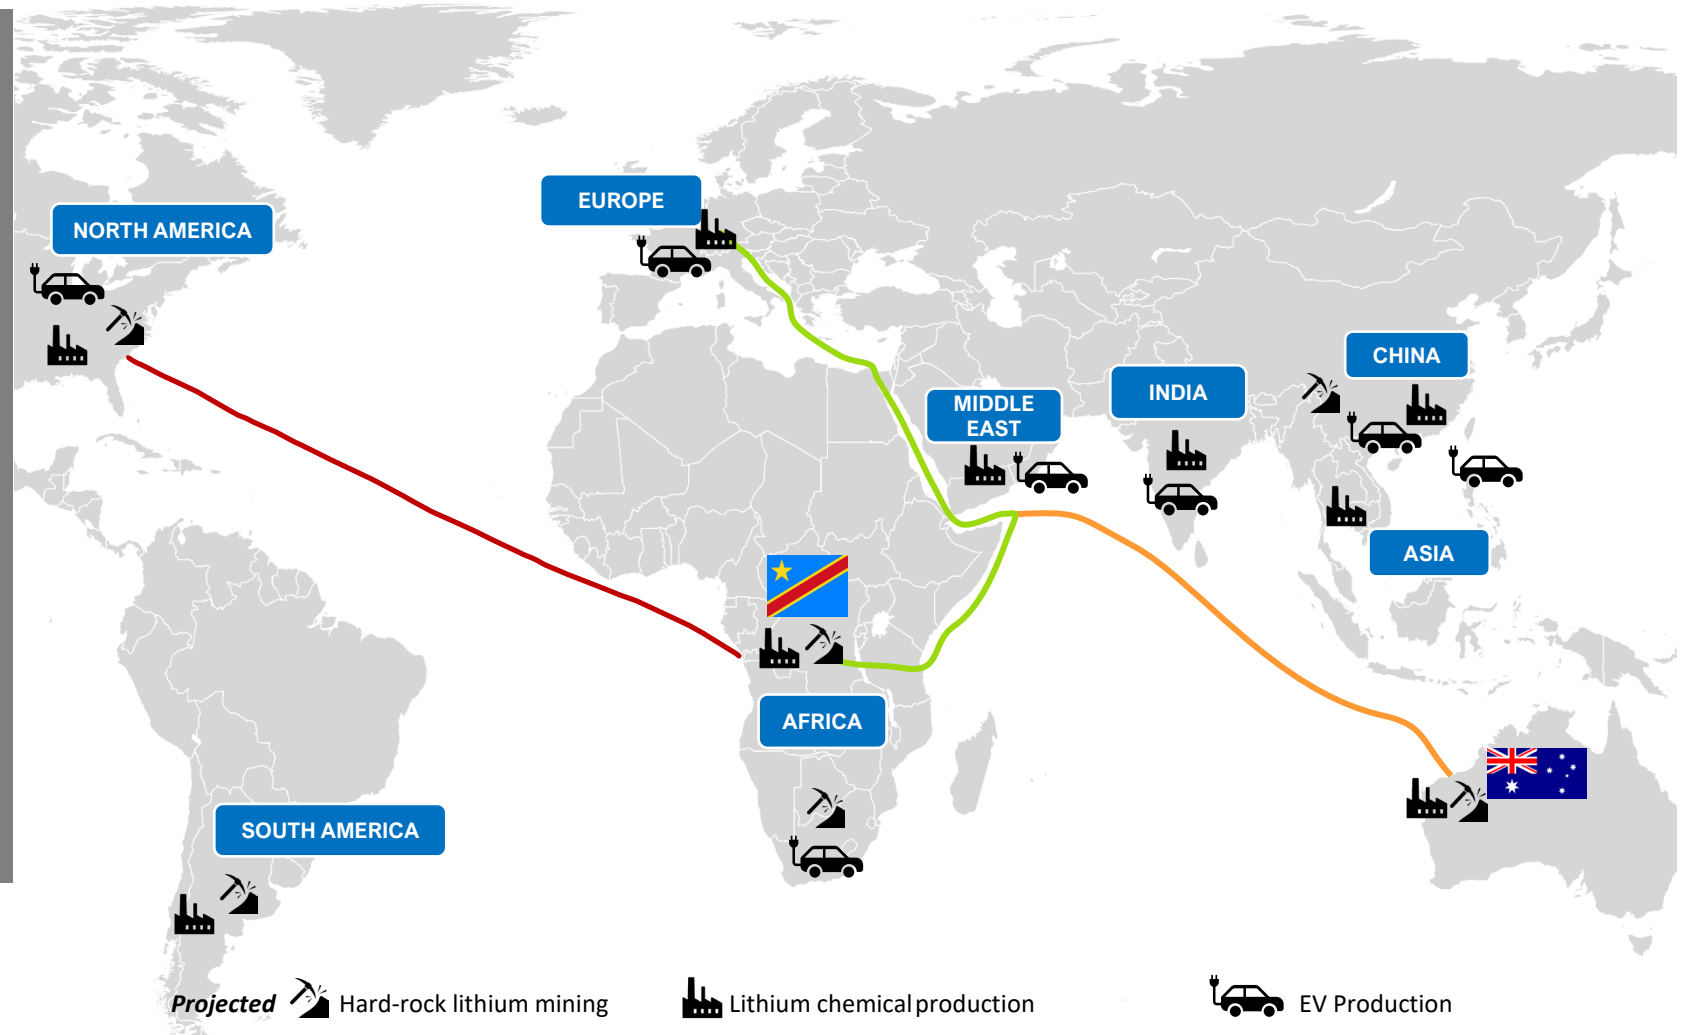 EUROPE
NORTH AMERICA
CHINA
INDIA
MIDDLE
EAST
ASIA
AFRICA
SOUTH AMERICA
Projected Hard-rock lithium mining Lithium chemical production EV Production